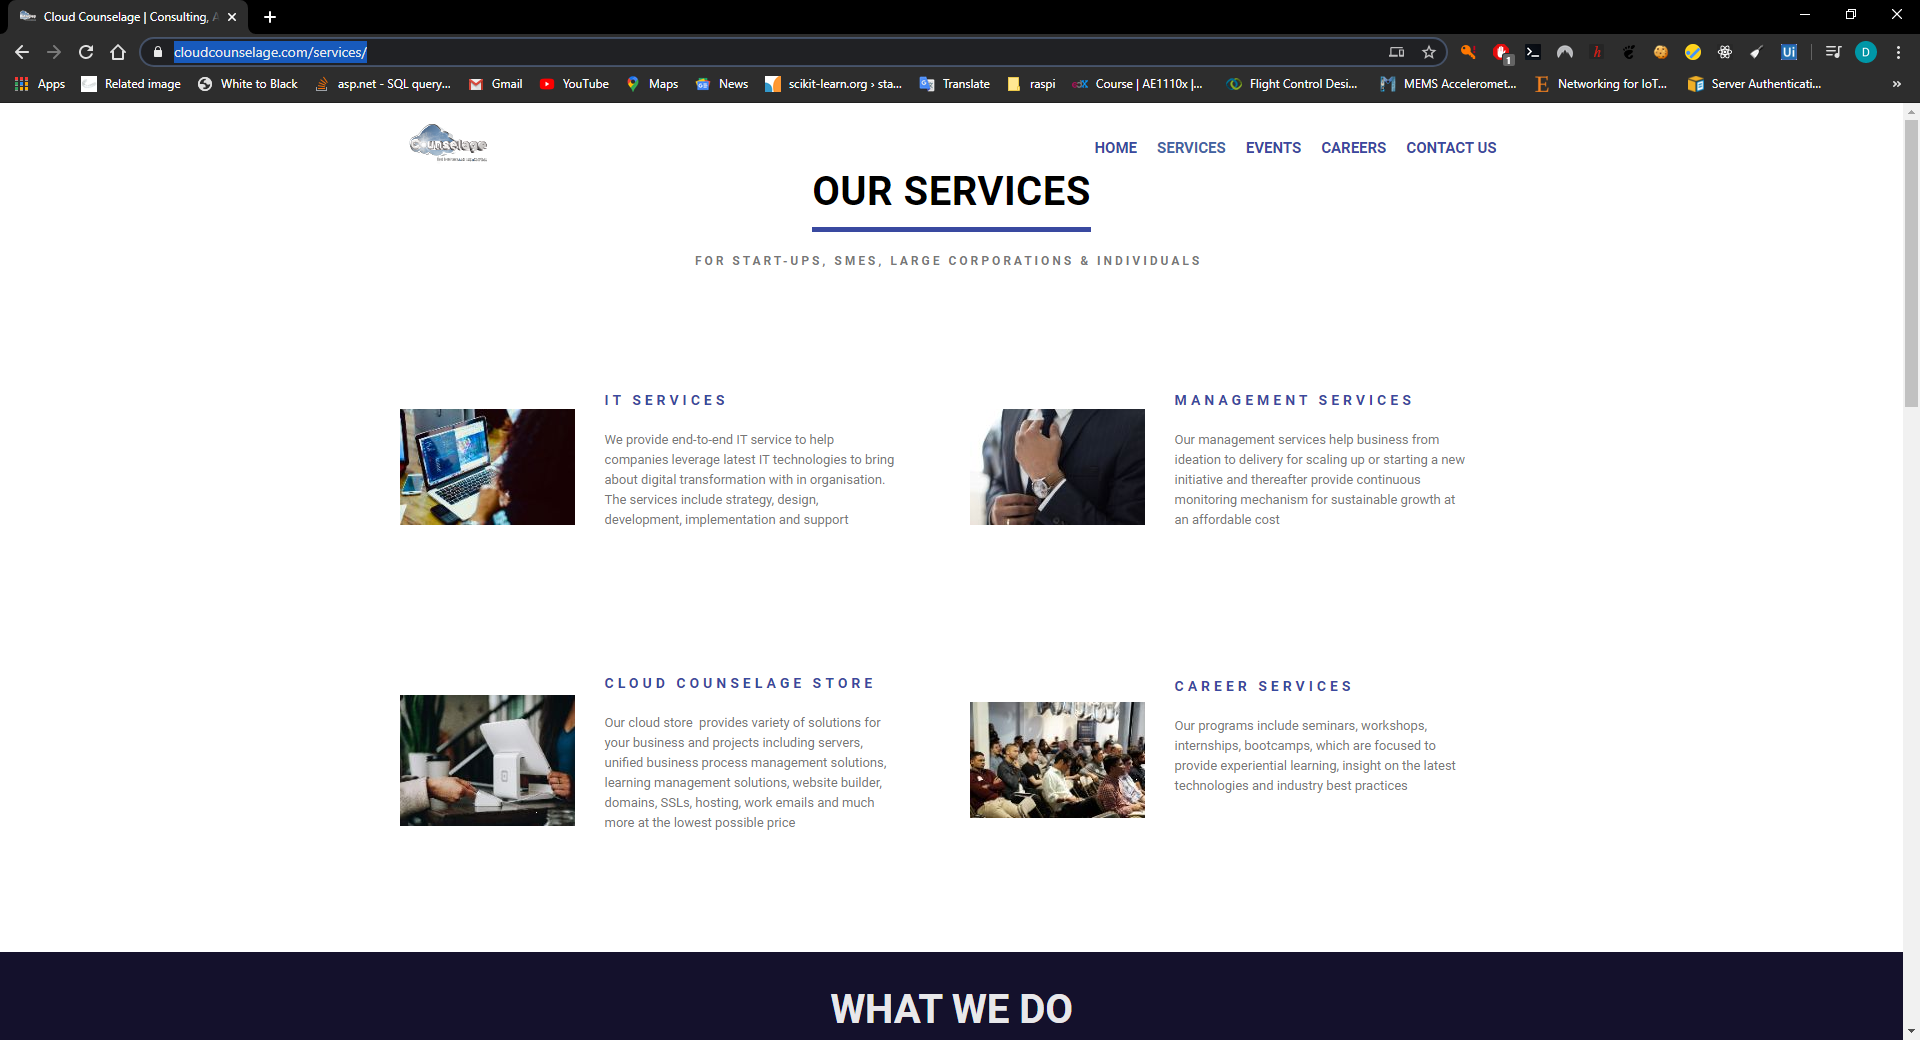 Cloud Counselage | Consulting, A
cloudcounselage.com/services/
1
Ui
D
Apps
Related image
White to Black
asp.net - SQL query...
Gmail
YouTube
Maps
News
scikit-learn.org › sta...
Translate
raspi
Course | AE1110x |...
Flight Control Desi...
MEMS Acceleromet...
Networking for IoT...
Server Authenticati...
»
Counselage
HOME
SERVICES
EVENTS
CAREERS
CONTACT US
OUR SERVICES
FOR START-UPS, SMES, LARGE CORPORATIONS & INDIVIDUALS
IT SERVICES
We provide end-to-end IT service to help
companies leverage latest IT technologies to bring
about digital transformation with in organisation.
The services include strategy, design,
development, implementation and support
MANAGEMENT SERVICES
Our management services help business from
ideation to delivery for scaling up or starting a new
initiative and thereafter provide continuous
monitoring mechanism for sustainable growth at
an affordable cost
CLOUD COUNSELAGE STORE
Our cloud store provides variety of solutions for
your business and projects including servers,
unified business process management solutions,
learning management solutions, website builder,
domains, SSLs, hosting, work emails and much
more at the lowest possible price
CAREER SERVICES
Our programs include seminars, workshops,
internships, bootcamps, which are focused to
provide experiential learning, insight on the latest
technologies and industry best practices
WHAT WE DO